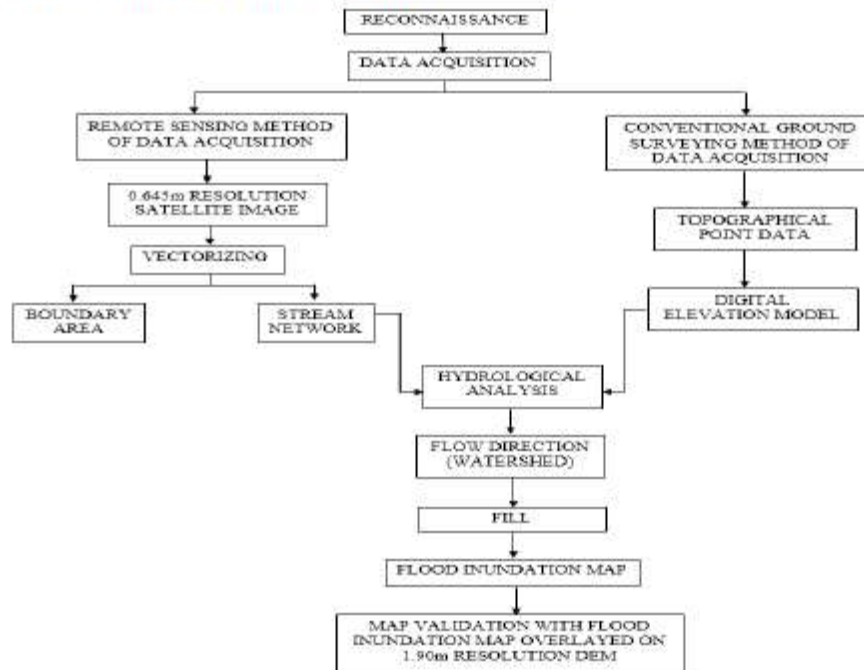 RECONNAISSANCE
DATA ACQUISITION
REMOTE SENSING METHOD
OF DATA ACQUISITION
CONVENTIONAL GROUND
SURVEYING METHOD OF
DATA ACQUISITION
0.645m RESOLUTION
SATELLITE IMAGE
TOPOGRAPHICAL
POINT DATA
VECTORIZING
BOUNDARY
AREA
STREAM
NETWORK
DIGITAL
ELEVATION MODEL
HYDROLOGICAL
ANALYSIS
FLOW DIRECTION
(WATERSHED)
FILL
FLOOD INUNDATION MAP
MAP VALIDATION WITH FLOOD
INUNDATION MAP OVERLAYED ON
1.90m RESOLUTION DEM